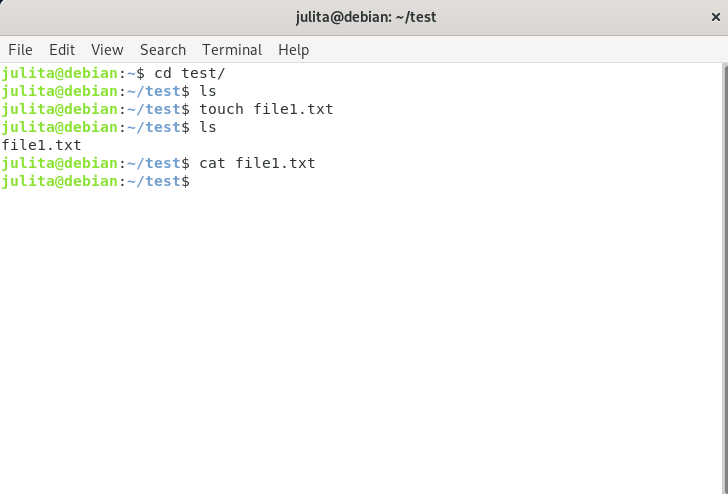 julita@debian: ~/test ×
File Edit View Search Terminal Help
julita@debian:~$ cd test/
julita@debian:~/test$ ls
julita@debian:~/test$ touch file1.txt
julita@debian:~/test$ ls
file1.txt
julita@debian:~/test$ cat file1.txt
julita@debian:~/test$